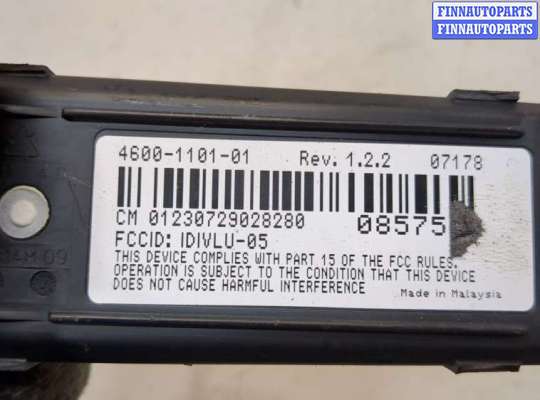 FINNAUTOPARTS
FINNAUTOPARTS
4600-1101-01 Rev. 1.2.2 07178
CM 01230729028280 08575
FCCID: IDIVLU-05
THIS DEVICE COMPLIES WITH PART 15 OF THE FCC RULES.
OPERATION IS SUBJECT TO THE CONDITION THAT THIS DEVICE
DOES NOT CAUSE HARMFUL INTERFERENCE
Made in Malaysia